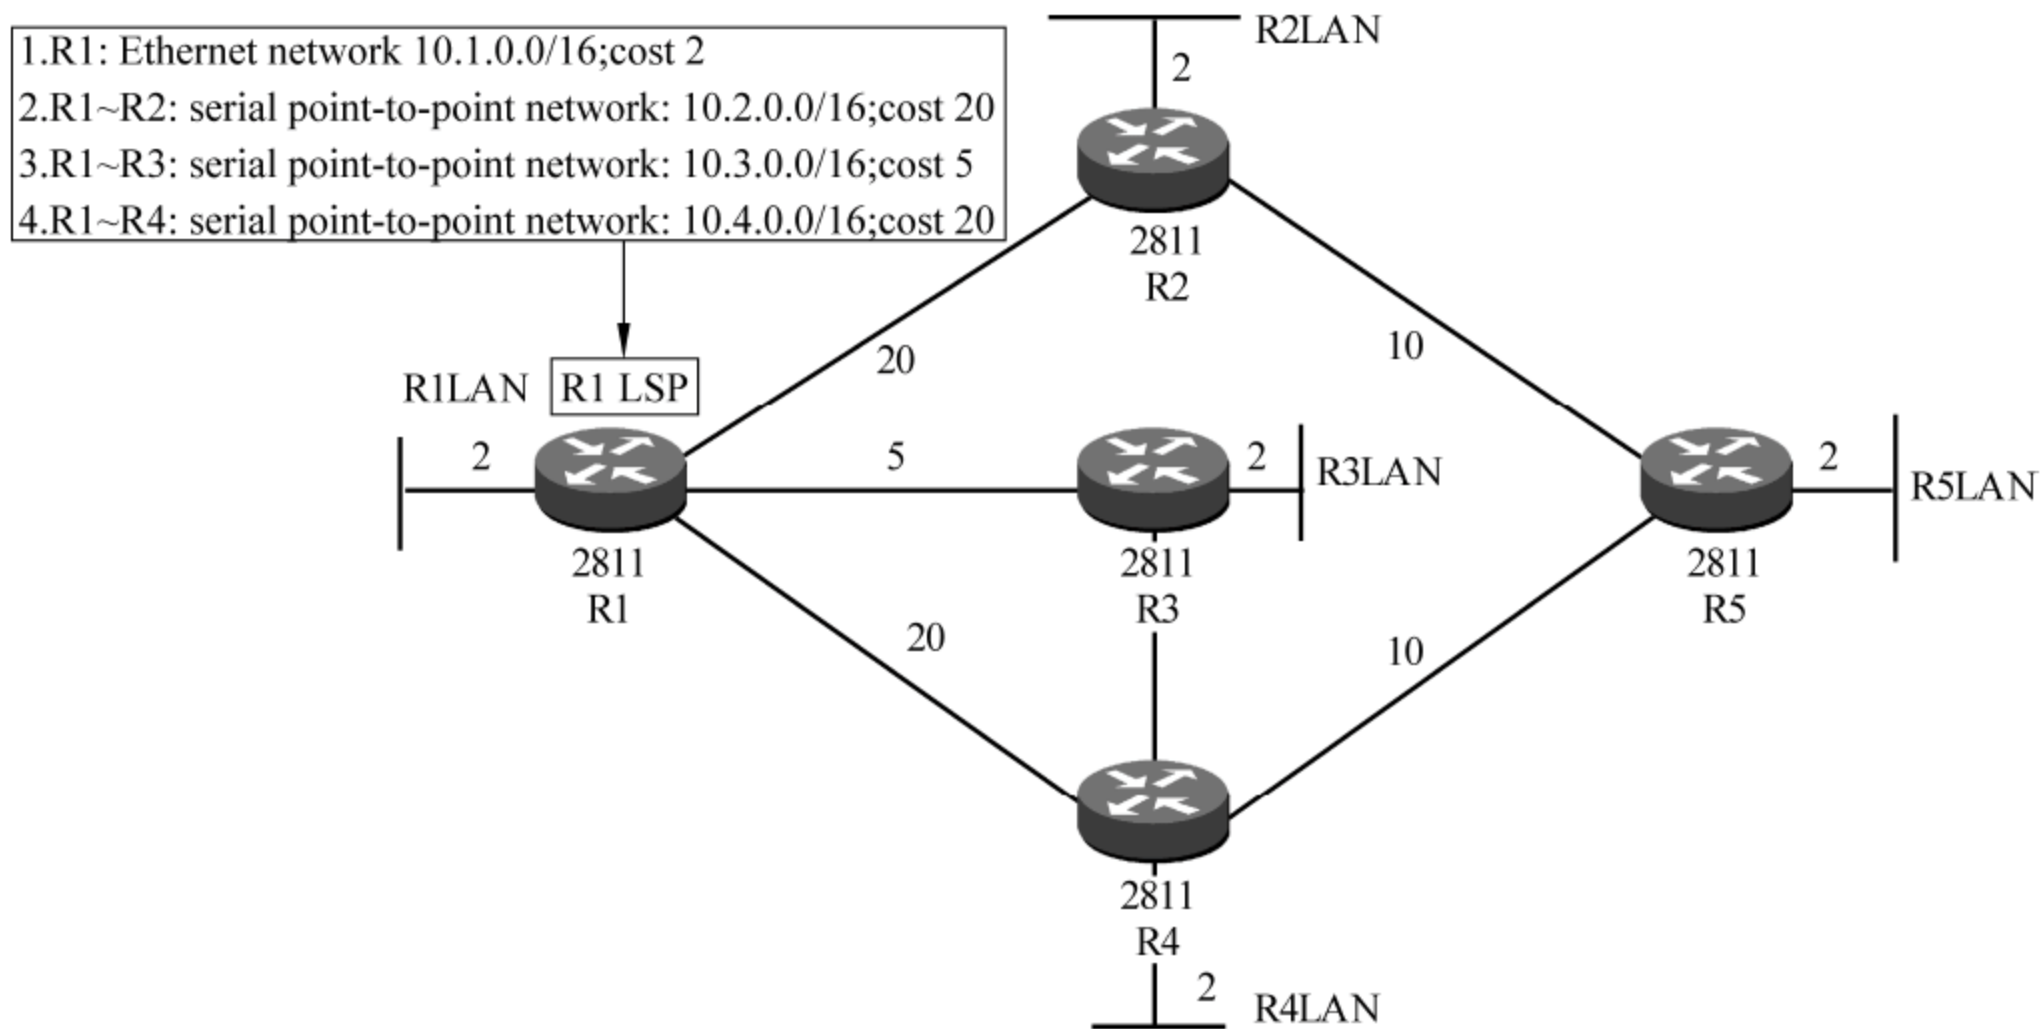 1.R1: Ethernet network 10.1.0.0/16;cost 2
2.R1~R2: serial point-to-point network: 10.2.0.0/16;cost 20
3.R1~R3: serial point-to-point network: 10.3.0.0/16;cost 5
4.R1~R4: serial point-to-point network: 10.4.0.0/16;cost 20
R2LAN
2
2811
R2
20
10
R1LAN
R1 LSP
2
5
2
R3LAN
2
R5LAN
2811
R1
2811
R3
2811
R5
20
10
2811
R4
2
R4LAN